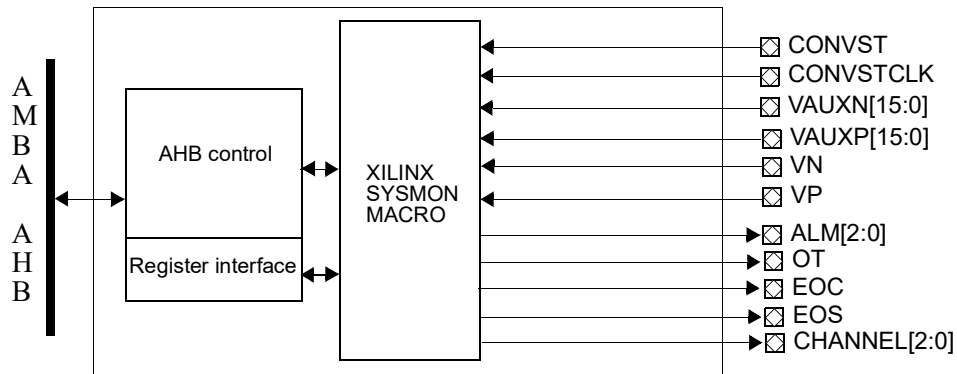 A
M
B
A
A
H
B
AHB control
Register interface
XILINX
SYSMON
MACRO
CONVST
CONVSTCLK
VAUXN[15:0]
VAUXP[15:0]
VN
VP
ALM[2:0]
OT
EOC
EOS
CHANNEL[2:0]